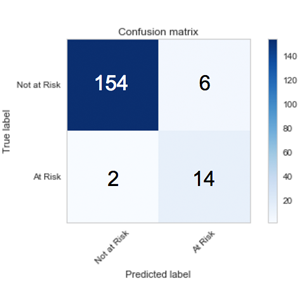 Confusion matrix
True label
Not at Risk
154
6
At Risk
2
14
Not at Risk
At Risk
Predicted label
140
120
100
80
60
40
20